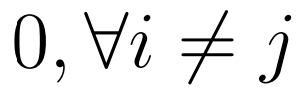 0, ∀i ≠ j